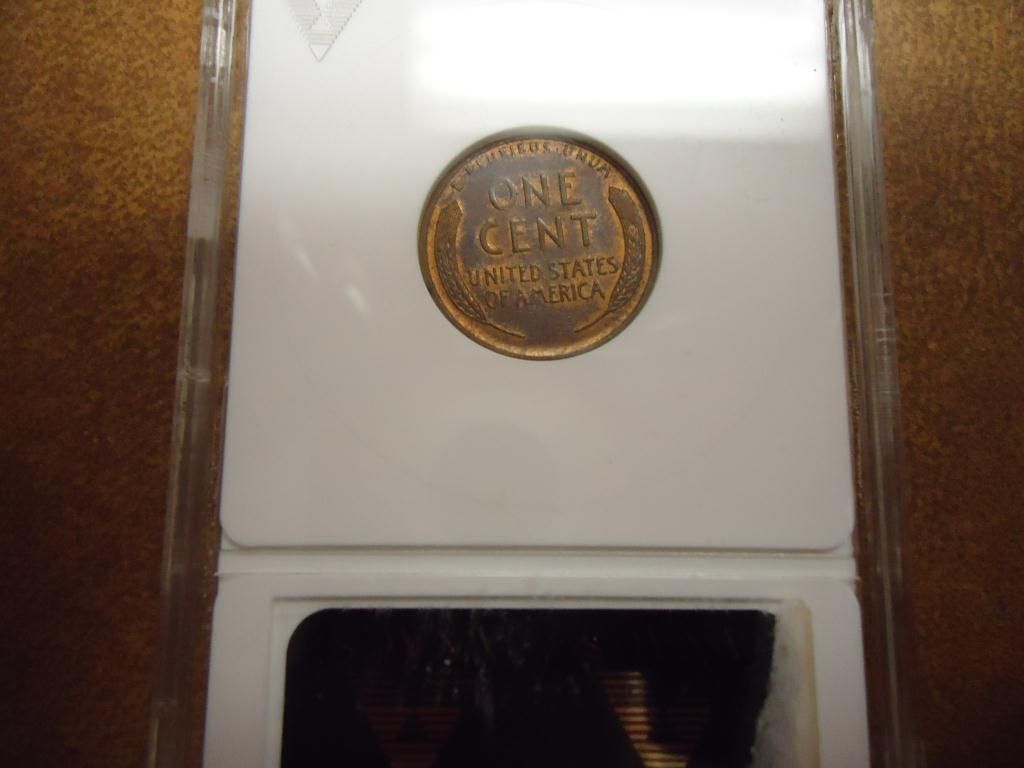 E·PLURIBUS·UNUM
ONE
CENT
UNITED STATES
OF AMERICA